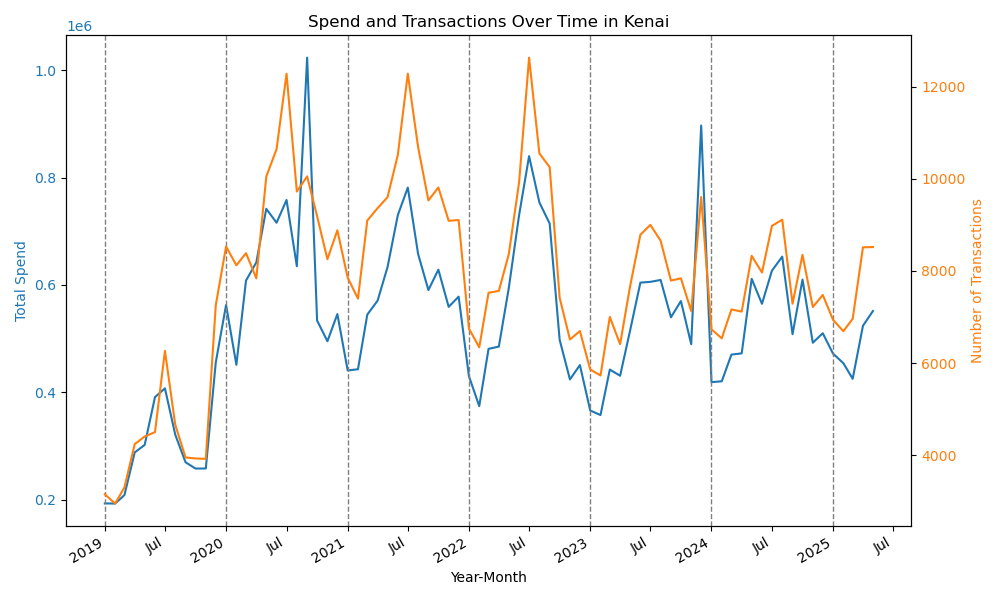 Spend and Transactions Over Time in Kenai
1e6
1.0
0.8
0.6
0.4
0.2
Total Spend
12000
10000
8000
6000
4000
Number of Transactions
2019 Jul 2020 Jul 2021 Jul 2022 Jul 2023 Jul 2024 Jul 2025 Jul
Year-Month